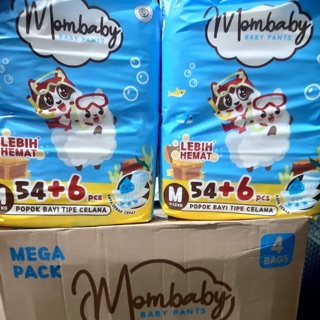 Mombaby
BABY PANTS
LEBIH
HEMAT
M
54+6 pcs
POPOK BAYI TIPE CELANA
Mombaby
BABY PANTS
LEBIH
HEMAT
M
54+6 pcs
POPOK BAYI TIPE CELANA
MEGA
PACK
Mombaby
BABY PANTS
4
BAGS